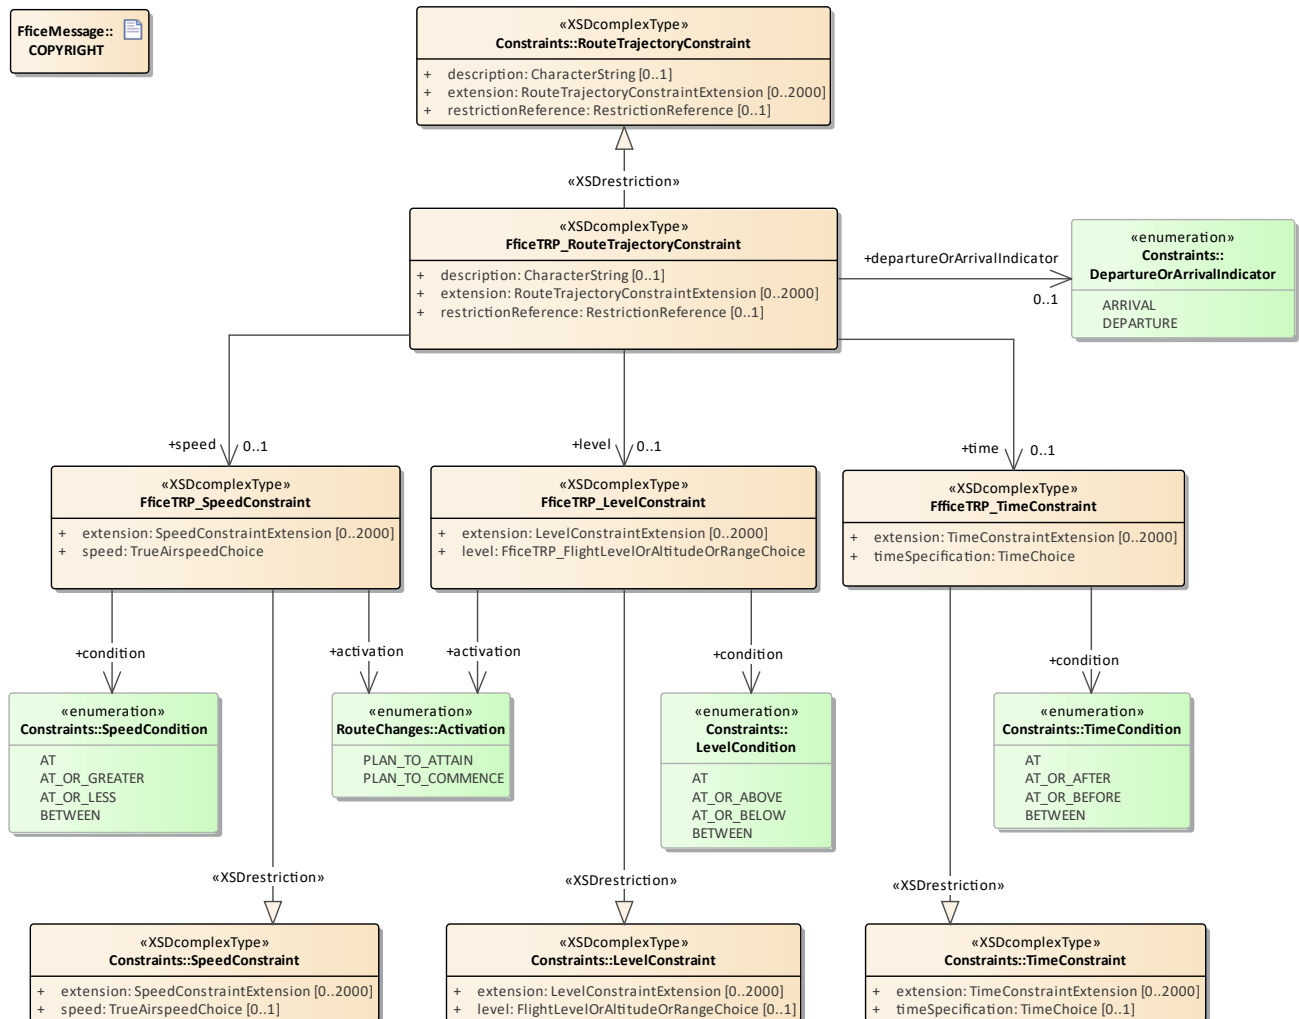 FficeMessage::
COPYRIGHT
«XSDcomplexType»
Constraints::RouteTrajectoryConstraint
+ description: CharacterString [0..1]
+ extension: RouteTrajectoryConstraintExtension [0..2000]
+ restrictionReference: RestrictionReference [0..1]
«XSDrestriction»
«XSDcomplexType»
FficeTRP_RouteTrajectoryConstraint
+ description: CharacterString [0..1]
+ extension: RouteTrajectoryConstraintExtension [0..2000]
+ restrictionReference: RestrictionReference [0..1]
+departureOrArrivalIndicator
0..1
«enumeration»
Constraints::
DepartureOrArrivalIndicator
ARRIVAL
DEPARTURE
+speed 0..1
+level 0..1
+time 0..1
«XSDcomplexType»
FficeTRP_SpeedConstraint
+ extension: SpeedConstraintExtension [0..2000]
+ speed: TrueAirspeedChoice
«XSDcomplexType»
FficeTRP_LevelConstraint
+ extension: LevelConstraintExtension [0..2000]
+ level: FficeTRP_FlightLevelOrAltitudeOrRangeChoice
«XSDcomplexType»
FfficeTRP_TimeConstraint
+ extension: TimeConstraintExtension [0..2000]
+ timeSpecification: TimeChoice
+condition
+activation
+activation
+condition
+condition
«enumeration»
Constraints::SpeedCondition
AT
AT_OR_GREATER
AT_OR_LESS
BETWEEN
«enumeration»
RouteChanges::Activation
PLAN_TO_ATTAIN
PLAN_TO_COMMENCE
«enumeration»
Constraints::
LevelCondition
AT
AT_OR_ABOVE
AT_OR_BELOW
BETWEEN
«enumeration»
Constraints::TimeCondition
AT
AT_OR_AFTER
AT_OR_BEFORE
BETWEEN
«XSDrestriction»
«XSDrestriction»
«XSDrestriction»
«XSDcomplexType»
Constraints::SpeedConstraint
+ extension: SpeedConstraintExtension [0..2000]
+ speed: TrueAirspeedChoice [0..1]
«XSDcomplexType»
Constraints::LevelConstraint
+ extension: LevelConstraintExtension [0..2000]
+ level: FlightLevelOrAltitudeOrRangeChoice [0..1]
«XSDcomplexType»
Constraints::TimeConstraint
+ extension: TimeConstraintExtension [0..2000]
+ timeSpecification: TimeChoice [0..1]